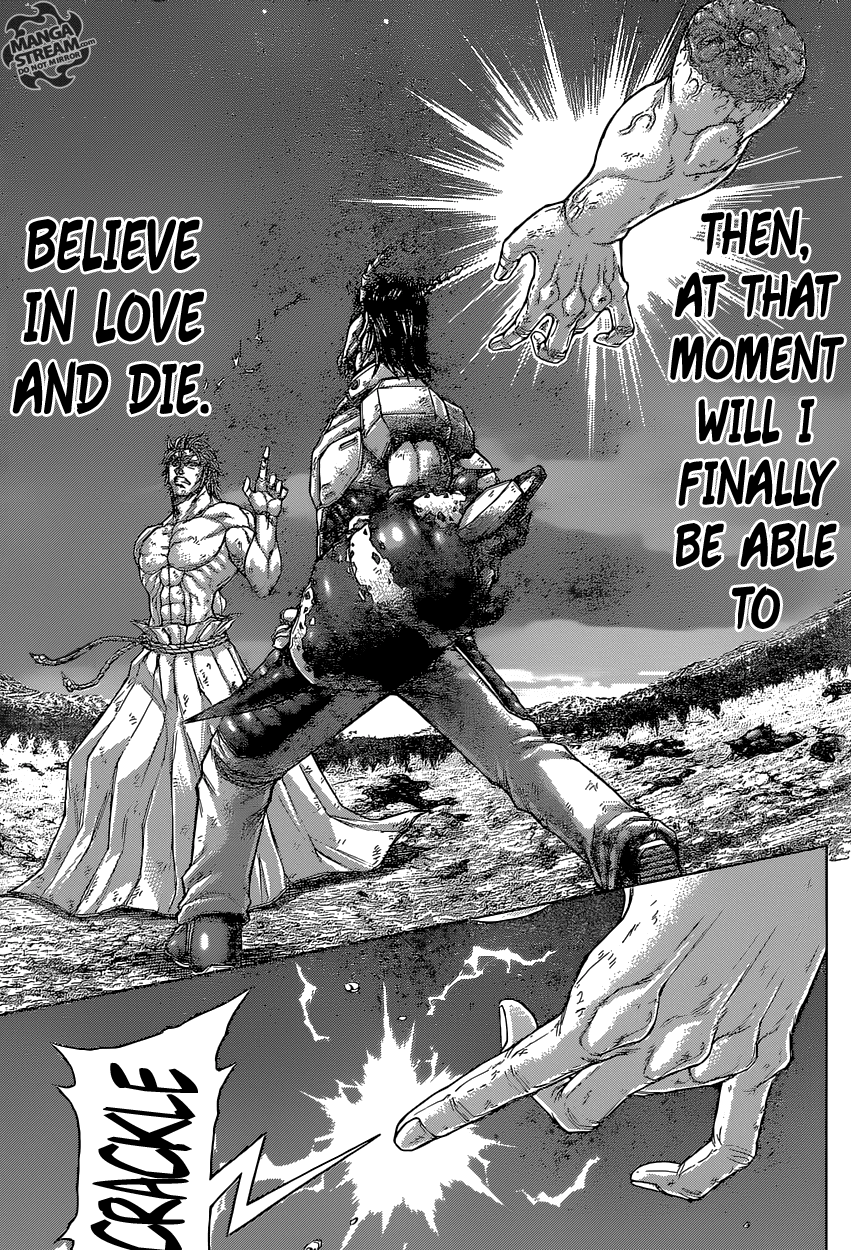 MANGA
STREAM.com
DO NOT MIRROR
THEN,
AT THAT
MOMENT
WILL I
FINALLY
BE ABLE
TO
BELIEVE
IN LOVE
AND DIE.
CRACKLE